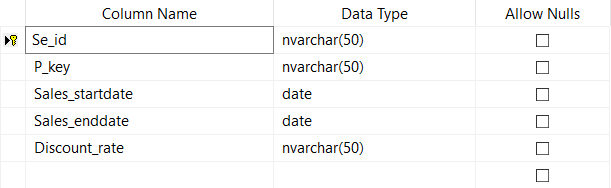 Column Name Data Type Allow Nulls
Se_id nvarchar(50)
P_key nvarchar(50)
Sales_startdate date
Sales_enddate date
Discount_rate nvarchar(50)